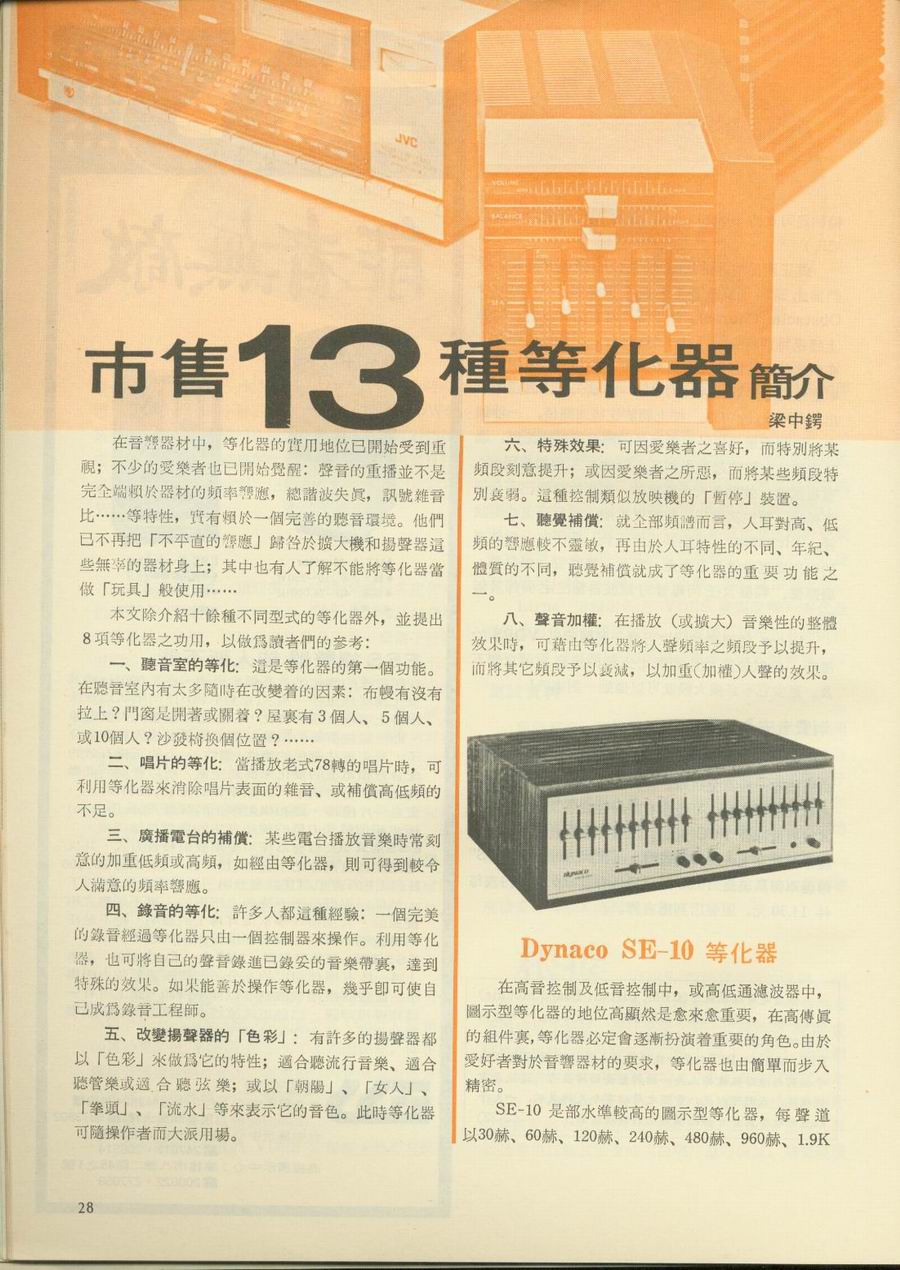 JVC
VOLUME
BALANCE
SEA
市售13種等化器簡介
梁中鍔
在音響器材中，等化器的實用地位已開始受到重
視；不少的愛樂者也已開始覺醒：聲音的重播並不是
完全端賴於器材的頻率響應，總諧波失眞，訊號雜音
比……等特性，實有賴於一個完善的聽音環境。他們
已不再把「不平直的響應」歸咎於擴大機和揚聲器這
些無辜的器材身上；其中也有人了解不能將等化器當
做「玩具」般使用……
本文除介紹十餘種不同型式的等化器外，並提出
8項等化器之功用，以做爲讀者們的參考：
一、聽音室的等化：這是等化器的第一個功能。
在聽音室內有太多隨時在改變着的因素：布幔有沒有
拉上？門窗是開著或關着？屋裏有3個人、5個人、
或10個人？沙發椅換個位置？……
二、唱片的等化：當播放老式78轉的唱片時，可
利用等化器來消除唱片表面的雜音、或補償高低頻的
不足。
三、廣播電台的補償：某些電台播放音樂時常刻
意的加重低頻或高頻，如經由等化器，則可得到較令
人滿意的頻率響應。
四、錄音的等化：許多人都這種經驗：一個完美
的錄音經過等化器只由一個控制器來操作。利用等化
器，也可將自己的聲音錄進已錄妥的音樂帶裏，達到
特殊的效果。如果能善於操作等化器，幾乎卽可使自
己成爲錄音工程師。
五、改變揚聲器的「色彩」：有許多的揚聲器都
以「色彩」來做爲它的特性；適合聽流行音樂、適合
聽管樂或適合聽弦樂；或以「朝陽」、「女人」、
「拳頭」、「流水」等來表示它的音色。此時等化器
可隨操作者而大派用場。
六、特殊效果：可因愛樂者之喜好，而特別將某
頻段刻意提升；或因愛樂者之所惡，而將某些頻段特
別衰弱。這種控制類似放映機的「暫停」裝置。
七、聽覺補償：就全部頻譜而言，人耳對高、低
頻的響應較不靈敏，再由於人耳特性的不同、年紀、
體質的不同，聽覺補償就成了等化器的重要功能之
一。
八、聲音加權：在播放（或擴大）音樂性的整體
效果時，可藉由等化器將人聲頻率之頻段予以提升，
而將其它頻段予以衰減，以加重（加權）人聲的效果。
dynaco
Dynaco SE-10 等化器
在高音控制及低音控制中，或高低通濾波器中，
圖示型等化器的地位高顯然是愈來愈重要，在高傳眞
的組件裏，等化器必定會逐漸扮演着重要的角色。由於
愛好者對於音響器材的要求，等化器也由簡單而步入
精密。
SE-10 是部水準較高的圖示型等化器，每聲道
以30赫、60赫、120赫、240赫、480赫、960赫、1.9K
28